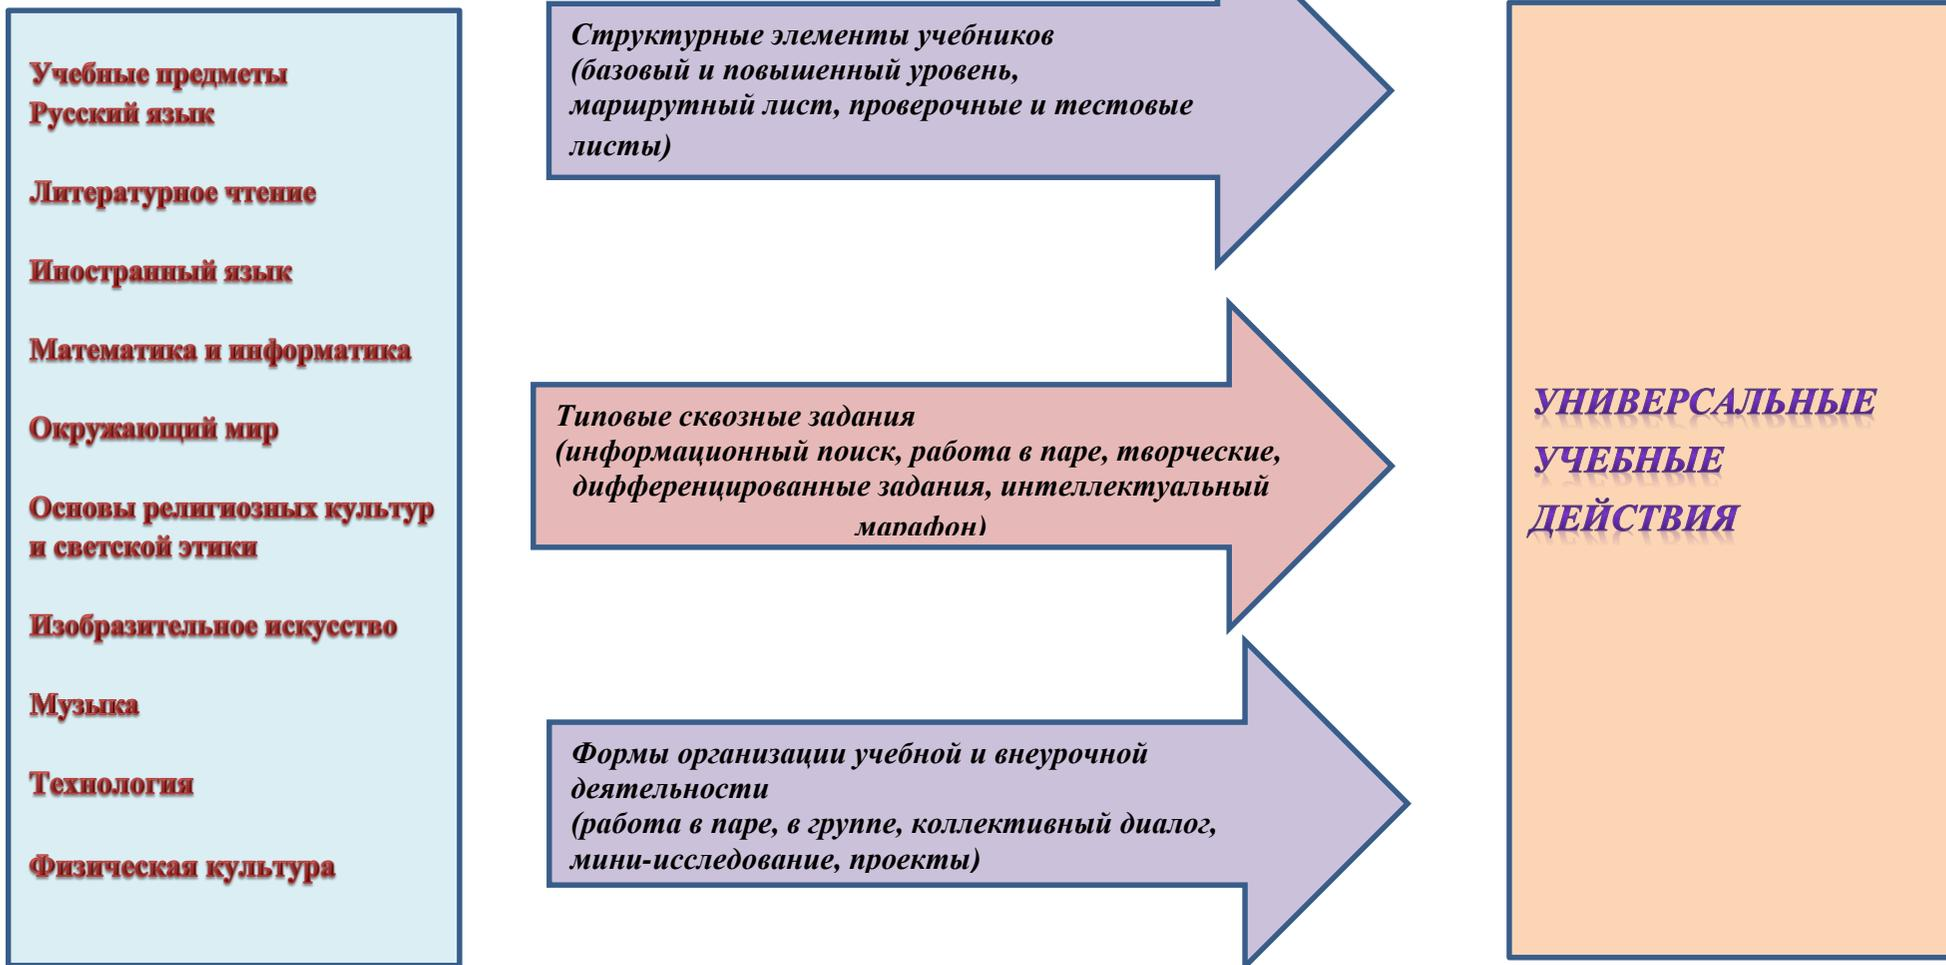 Учебные предметы
Русский язык
Литературное чтение
Иностранный язык
Математика и информатика
Окружающий мир
Основы религиозных культур
и светской этики
Изобразительное искусство
Музыка
Технология
Физическая культура
Структурные элементы учебников
(базовый и повышенный уровень,
маршрутный лист, проверочные и тестовые
листы)
Типовые сквозные задания
(информационный поиск, работа в паре, творческие,
дифференцированные задания, интеллектуальный
марафон)
Формы организации учебной и внеурочной
деятельности
(работа в паре, в группе, коллективный диалог,
мини-исследование, проекты)
УНИВЕРСАЛЬНЫЕ
УЧЕБНЫЕ
ДЕЙСТВИЯ